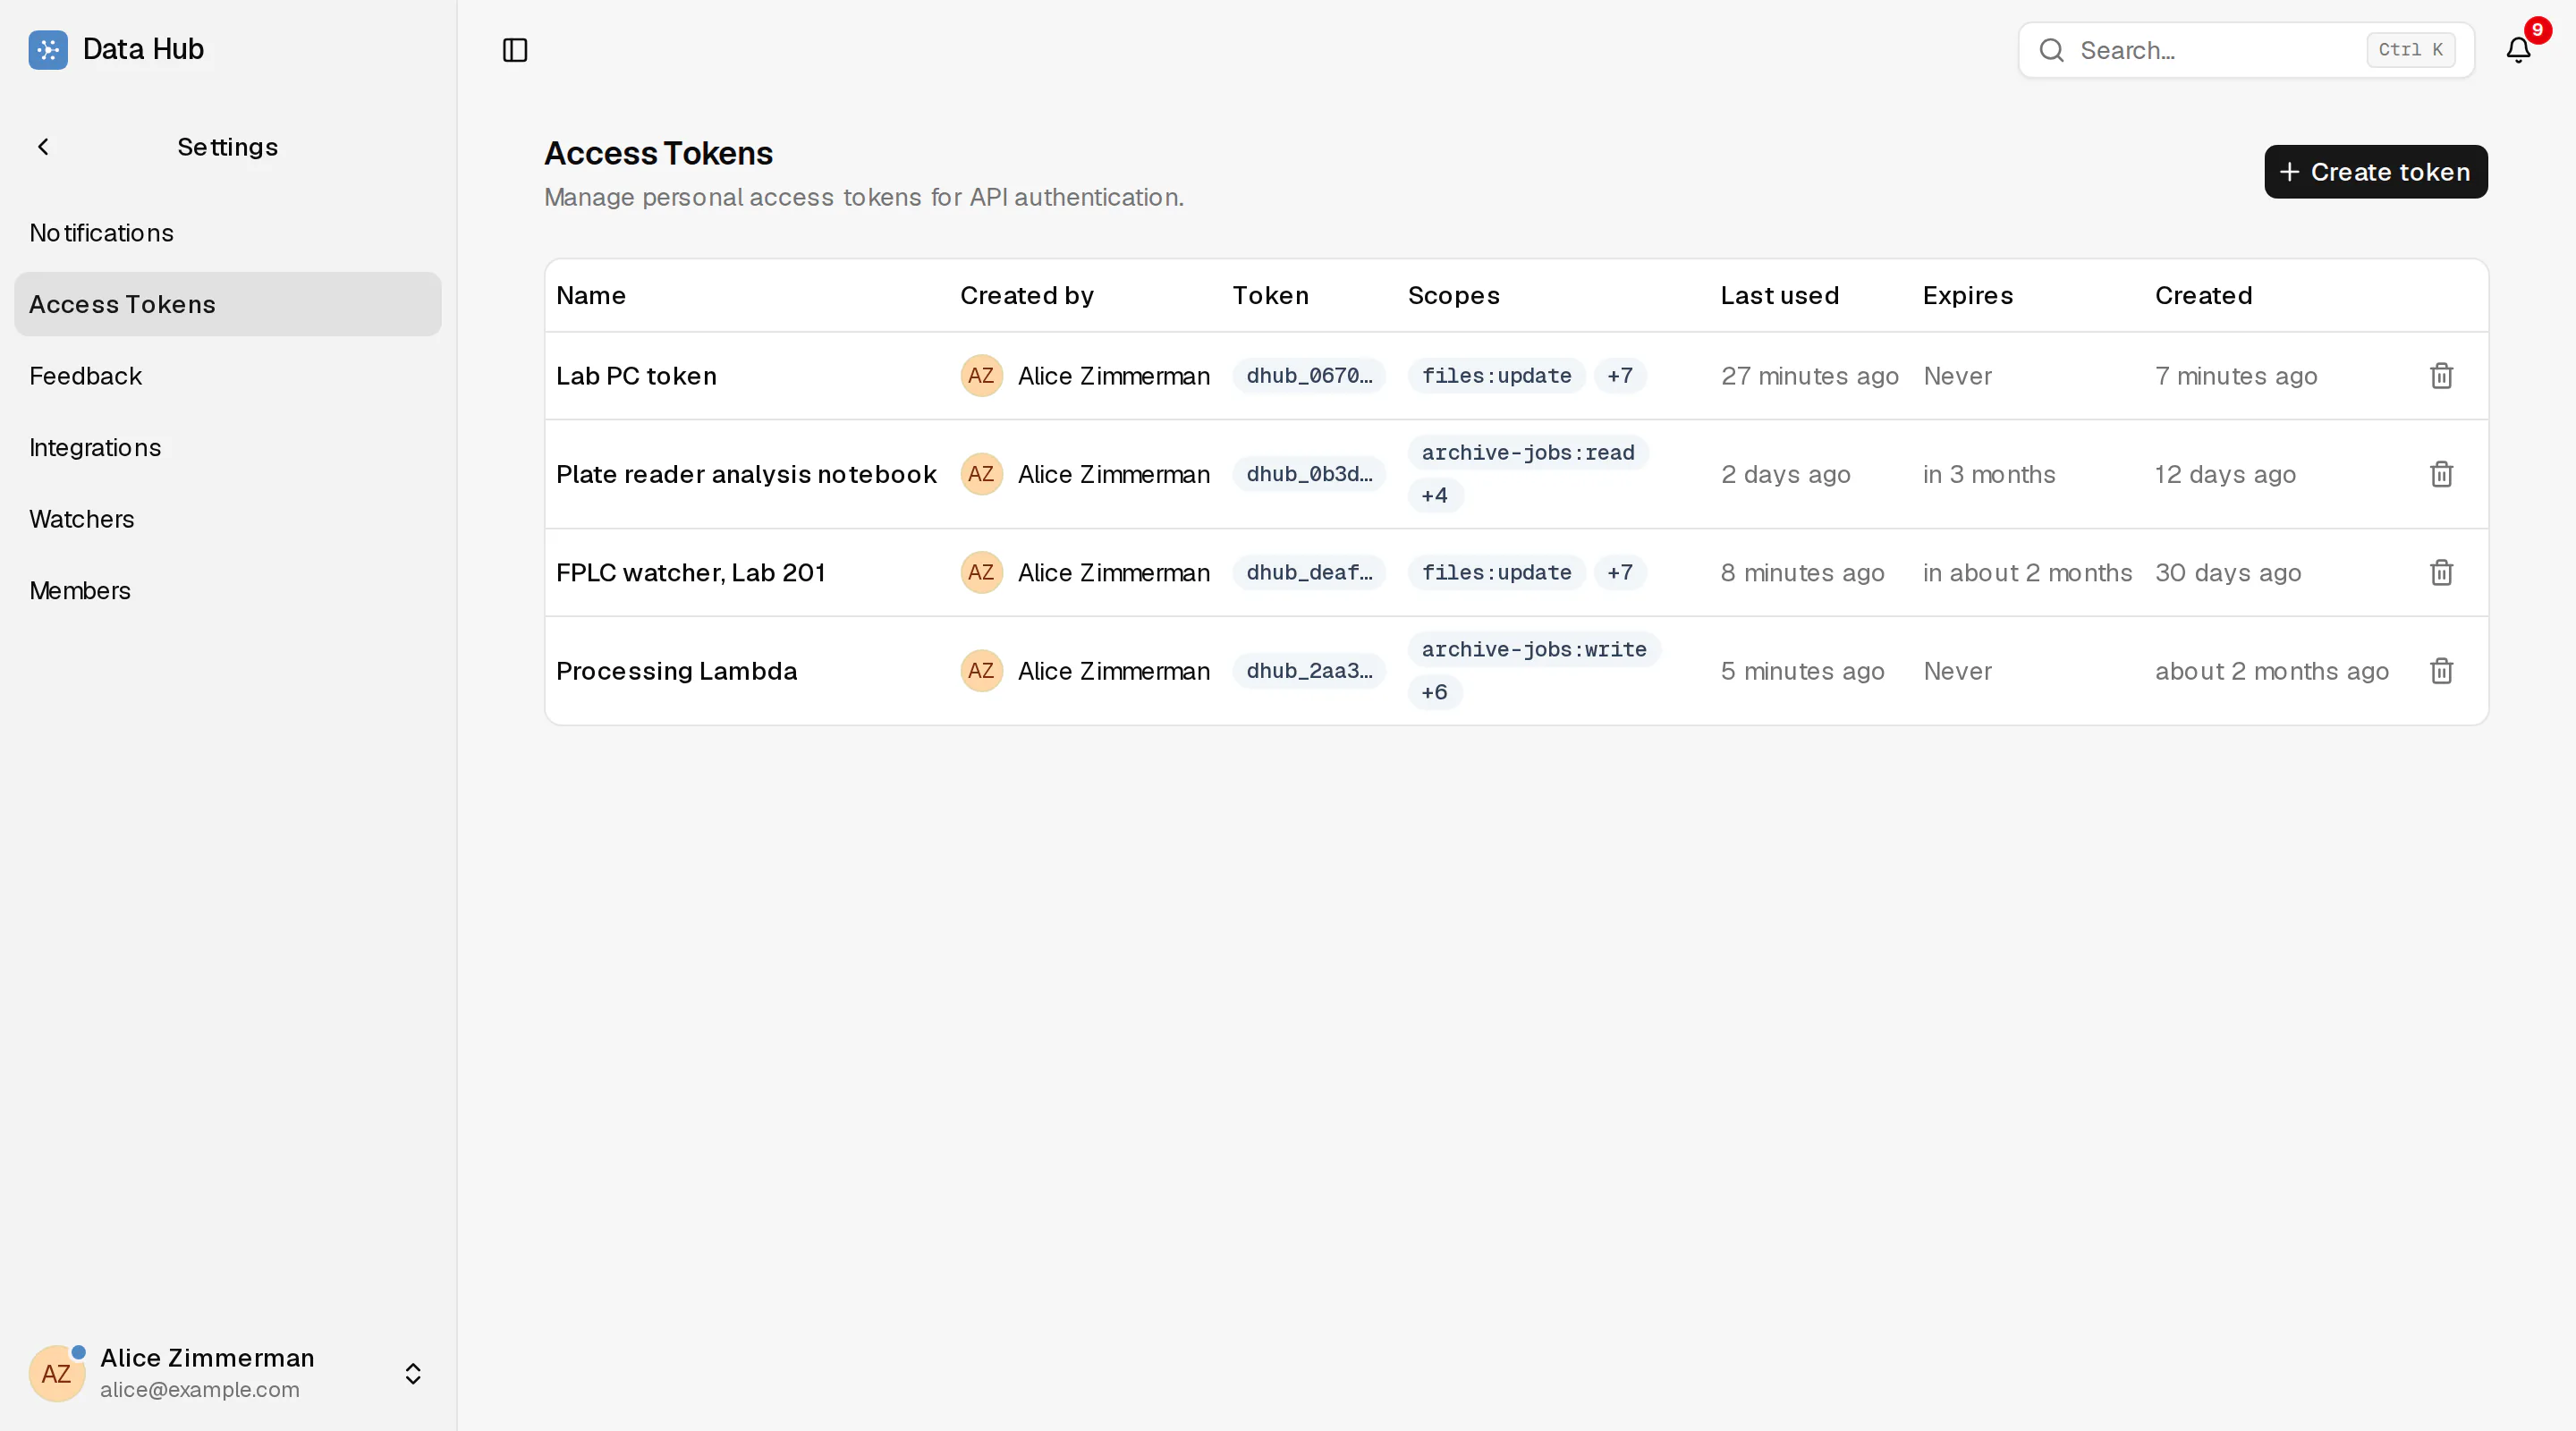 Data Hub
Search...
Ctrl K
9
Settings
Notifications
Access Tokens
Feedback
Integrations
Watchers
Members
Access Tokens
Manage personal access tokens for API authentication.
+ Create token
Name Created by Token Scopes Last used Expires Created
Lab PC token AZ Alice Zimmerman dhub_0670… files:update +7 27 minutes ago Never 7 minutes ago
Plate reader analysis notebook AZ Alice Zimmerman dhub_0b3d… archive-jobs:read +4 2 days ago in 3 months 12 days ago
FPLC watcher, Lab 201 AZ Alice Zimmerman dhub_deaf… files:update +7 8 minutes ago in about 2 months 30 days ago
Processing Lambda AZ Alice Zimmerman dhub_2aa3… archive-jobs:write +6 5 minutes ago Never about 2 months ago
AZ
Alice Zimmerman
alice@example.com